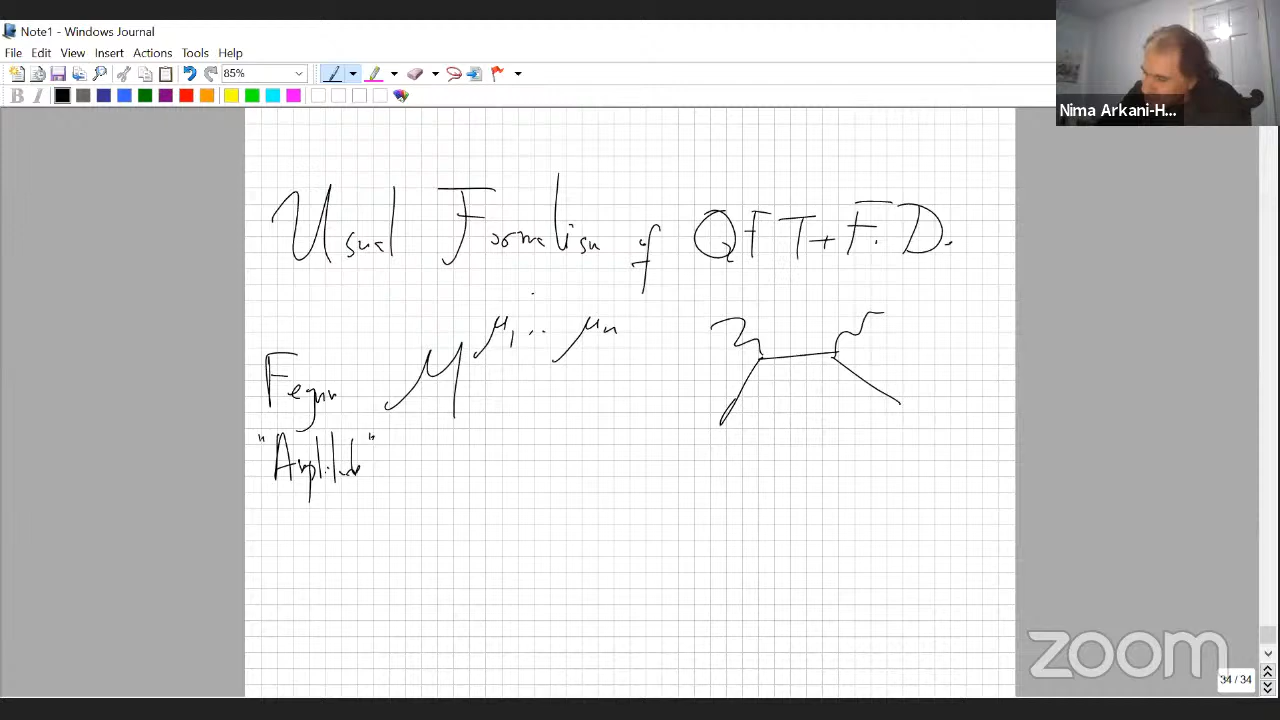 Note1 - Windows Journal
File Edit View Insert Actions Tools Help
85%
B I
Nima Arkani-H...
Usual Formalism of QFT + F.D.
M^{μ₁ ... μₙ}
"Amplitude"
zoom
34 / 34